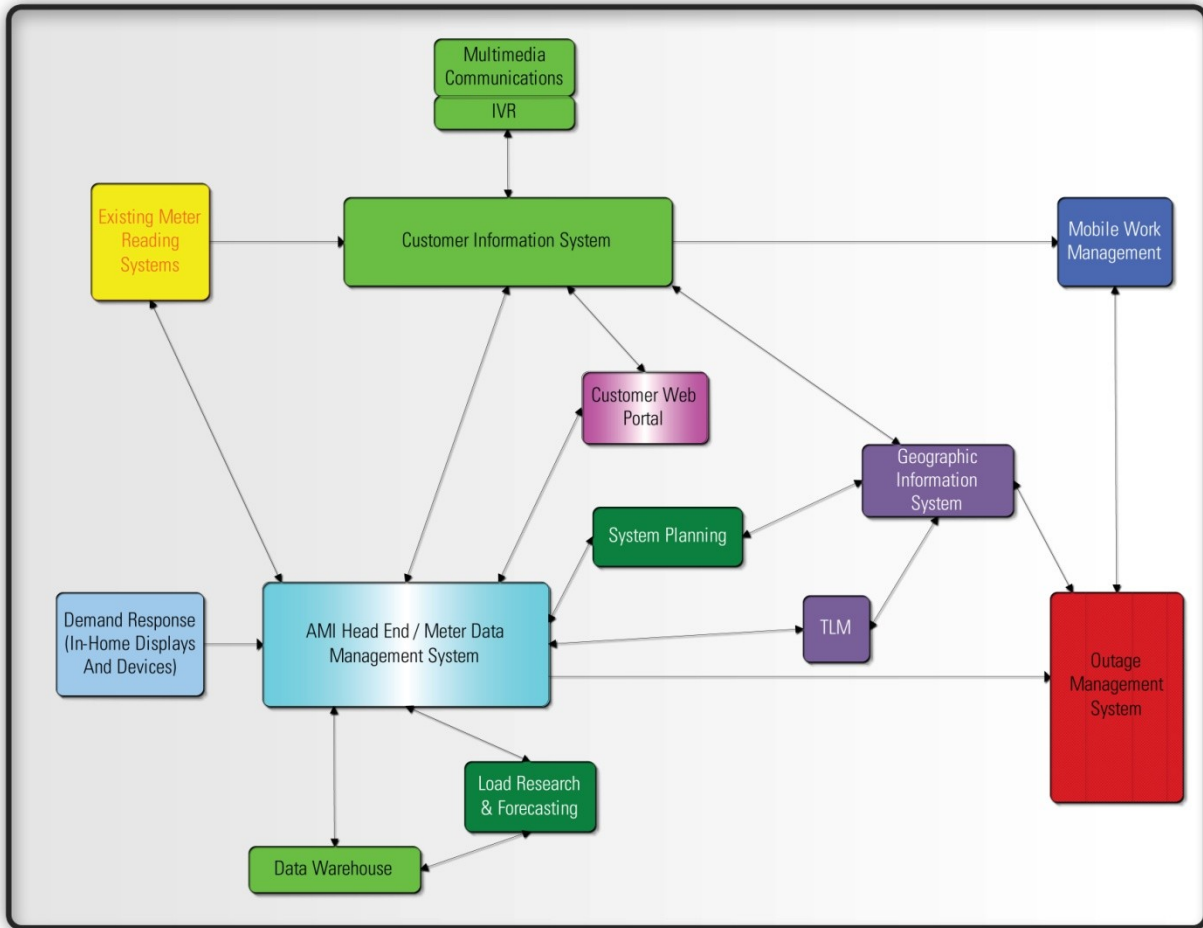 Multimedia
Communications
IVR
Existing Meter
Reading
Systems
Customer Information System
Mobile Work
Management
Customer Web
Portal
Geographic
Information
System
System Planning
Demand Response
(In-Home Displays
And Devices)
AMI Head End / Meter Data
Management System
TLM
Outage
Management
System
Load Research
& Forecasting
Data Warehouse